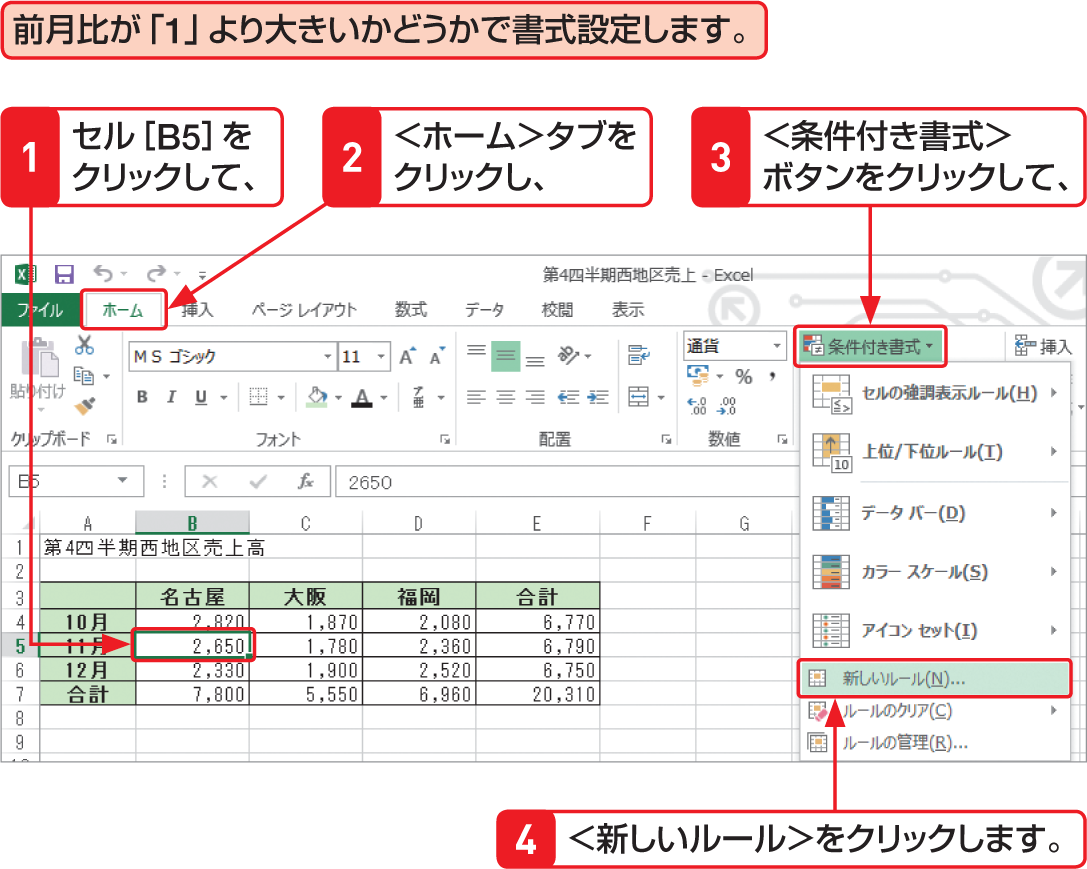 前月比が「1」より大きいかどうかで書式設定します。
1 セル［B5］を
クリックして、
2 ＜ホーム＞タブを
クリックし、
3 ＜条件付き書式＞
ボタンをクリックして、
第4四半期西地区売上 - Excel
ファイル ホーム 挿入 ページ レイアウト 数式 データ 校閲 表示
貼り付け
クリップボード
ＭＳ ゴシック 11
B I U
フォント
配置
通貨
% ,
数値
条件付き書式
挿入
セルの強調表示ルール(H)
上位/下位ルール(T)
データ バー(D)
カラー スケール(S)
アイコン セット(I)
新しいルール(N)...
ルールのクリア(C)
ルールの管理(R)...
fx 2650
A B C D E F G
1 第4四半期西地区売上高
2
3 名古屋 大阪 福岡 合計
4 10月 2,820 1,870 2,080 6,770
5 11月 2,650 1,780 2,360 6,790
6 12月 2,330 1,900 2,520 6,750
7 合計 7,800 5,550 6,960 20,310
8
9
4 ＜新しいルール＞をクリックします。